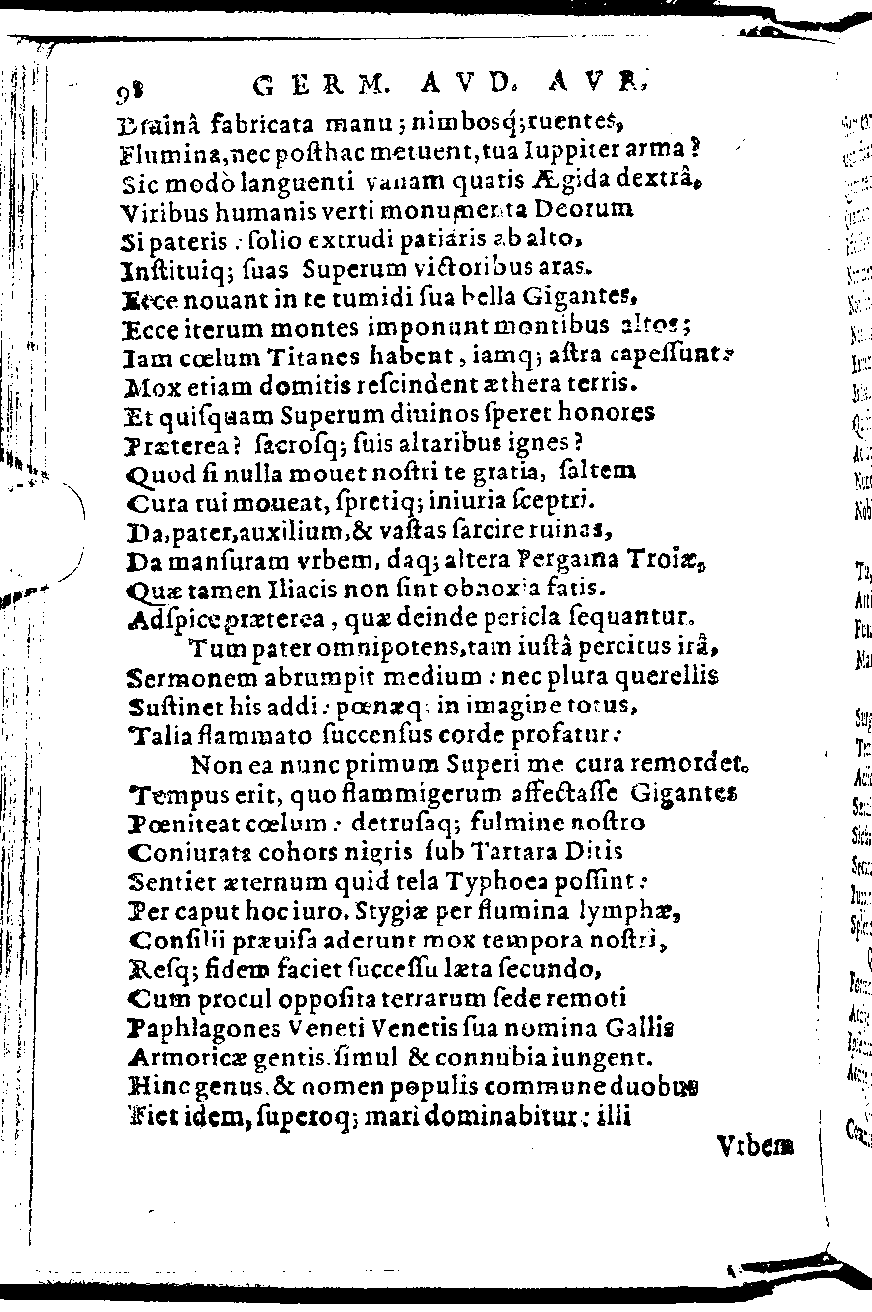 98 GERM. AVD. AVR.
Diuinâ fabricata manu; nimbosq́;ruentes,
Flumina,nec posthac metuent,tua Iuppiter arma?
Sic modò languenti vanam quatis Ægida dextrâ,
Viribus humanis verti monumenta Deorum
Si pateris: solio extrudi patiáris ab alto,
Instituiq; suas Superum victoribus aras.
Ecce nouant in te tumidi sua bella Gigantes,
Ecce iterum montes imponunt montibus altos;
Iam cœlum Titanes habent, iamq; astra capessunt:
Mox etiam domitis rescindent æthera terris.
Et quisquam Superum diuinos speret honores
Præterea? sacrosq; suis altaribus ignes?
Quod si nulla mouet nostri te gratia, saltem
Cura tui moueat, spretiq; iniuria sceptri.
Da,pater,auxilium,& vastas sarcire ruinas,
Da mansuram vrbem, daq; altera Pergama Troiæ,
Quæ tamen Iliacis non sint obnoxia fatis.
Adspice præterea, quæ deinde pericla sequantur.
Tum pater omnipotens,tam iustâ percitus irâ,
Sermonem abrumpit medium: nec plura querellis
Sustinet his addi: pœnæq; in imagine totus,
Talia flammato succensus corde profatur:
Non ea nunc primum Superi me cura remordet.
Tempus erit, quo flammigerum affectasse Gigantes
Pœniteat cœlum: detrusaq; fulmine nostro
Coniurata cohors nigris sub Tartara Ditis
Sentiet æternum quid tela Typhoea possint:
Per caput hoc iuro, Stygiæ per flumina lymphæ,
Consilii præuisa aderunt mox tempora nostri,
Resq; fidem faciet successu læta secundo,
Cum procul opposita terrarum sede remoti
Paphlagones Veneti Venetis sua nomina Gallis
Armoricæ gentis, simul & connubia iungent.
Hinc genus,& nomen populis commune duobus
Fiet idem, superoq; mari dominabitur: illi
Vrbem